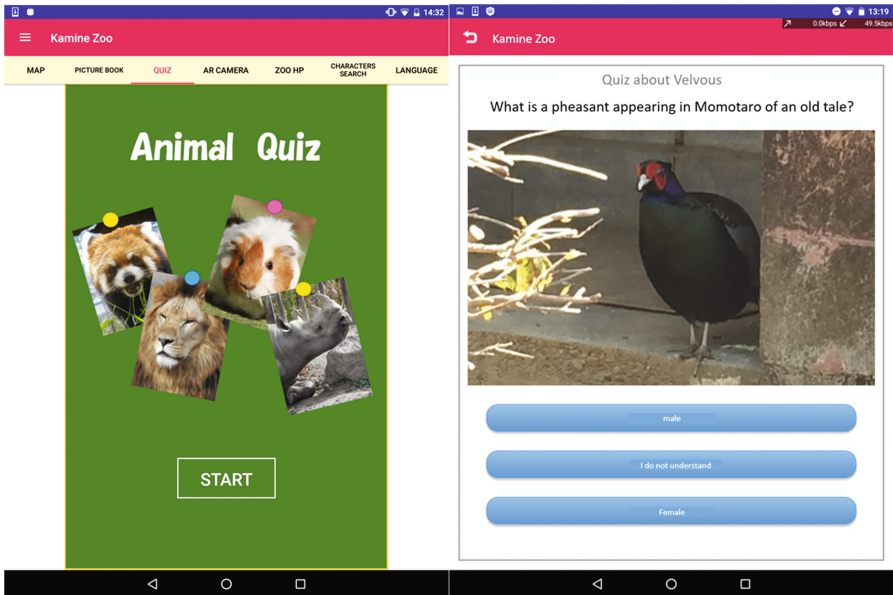 14:32
Kamine Zoo
MAP
PICTURE BOOK
QUIZ
AR CAMERA
ZOO HP
CHARACTERS
SEARCH
LANGUAGE
Animal Quiz
START
13:19
0.0kbps
49.5kbps
Kamine Zoo
Quiz about Velvous
What is a pheasant appearing in Momotaro of an old tale?
male
I do not understand
Female